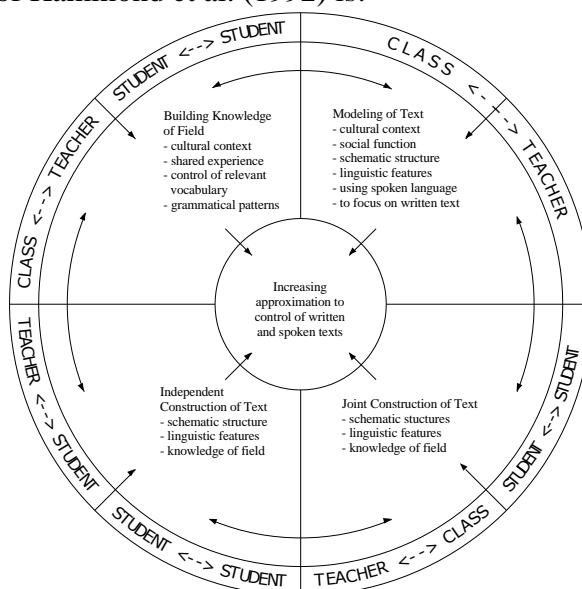 of Hammond et al. (1992) is:
STUDENT <--> STUDENT
CLASS <- - - -> TEACHER
CLASS <--> TEACHER
Building Knowledge
of Field
- cultural context
- shared experience
- control of relevant
vocabulary
- grammatical patterns
Modeling of Text
- cultural context
- social function
- schematic structure
- linguistic features
- using spoken language
- to focus on written text
Increasing
approximation to
control of written
and spoken texts
Independent
Construction of Text
- schematic structure
- linguistic features
- knowledge of field
Joint Construction of Text
- schematic stuctures
- linguistic features
- knowledge of field
TEACHER <--> STUDENT
STUDENT <--> STUDENT
STUDENT <--> STUDENT
TEACHER <--> CLASS